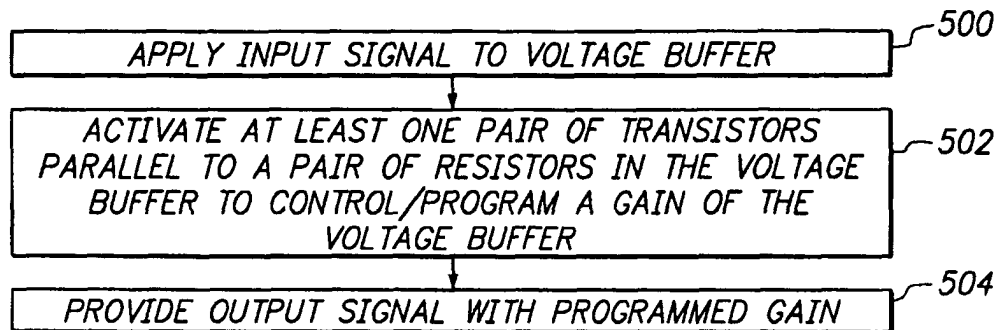 500
APPLY INPUT SIGNAL TO VOLTAGE BUFFER
ACTIVATE AT LEAST ONE PAIR OF TRANSISTORS
PARALLEL TO A PAIR OF RESISTORS IN THE VOLTAGE
BUFFER TO CONTROL/PROGRAM A GAIN OF THE
VOLTAGE BUFFER
502
504
PROVIDE OUTPUT SIGNAL WITH PROGRAMMED GAIN